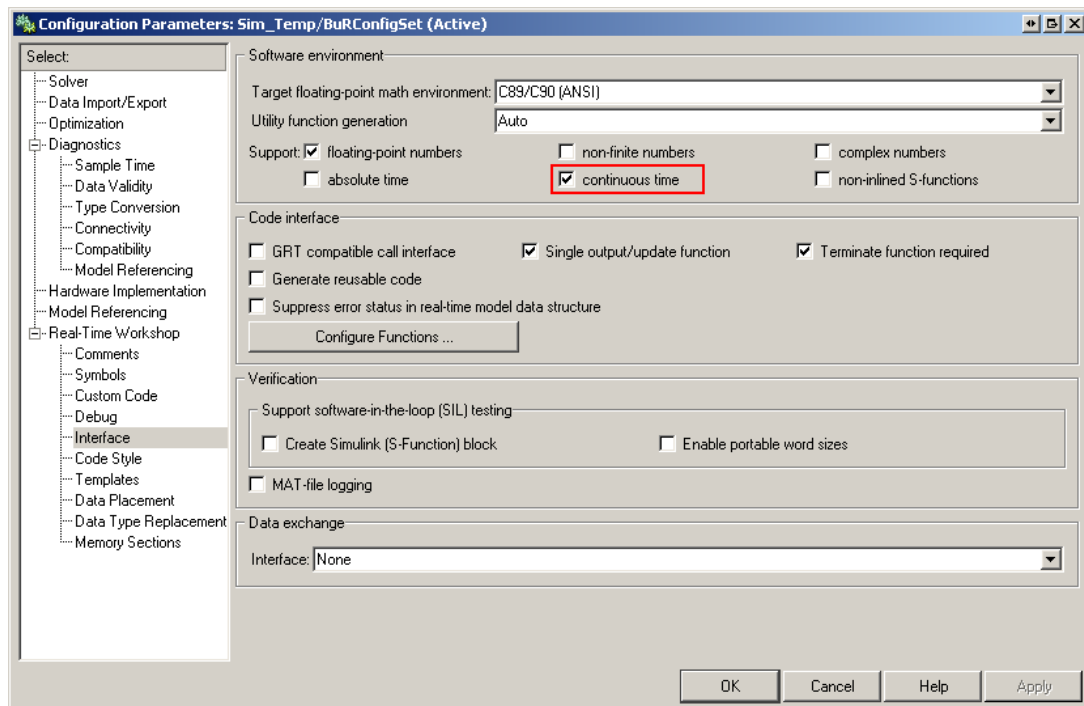 Configuration Parameters: Sim_Temp/BuRConfigSet (Active)
Select:
Solver
Data Import/Export
Optimization
Diagnostics
Sample Time
Data Validity
Type Conversion
Connectivity
Compatibility
Model Referencing
Hardware Implementation
Model Referencing
Real-Time Workshop
Comments
Symbols
Custom Code
Debug
Interface
Code Style
Templates
Data Placement
Data Type Replacement
Memory Sections
Software environment
Target floating-point math environment: C89/C90 (ANSI)
Utility function generation Auto
Support: floating-point numbers non-finite numbers complex numbers
absolute time continuous time non-inlined S-functions
Code interface
GRT compatible call interface Single output/update function Terminate function required
Generate reusable code
Suppress error status in real-time model data structure
Configure Functions ...
Verification
Support software-in-the-loop (SIL) testing
Create Simulink (S-Function) block Enable portable word sizes
MAT-file logging
Data exchange
Interface: None
OK Cancel Help Apply